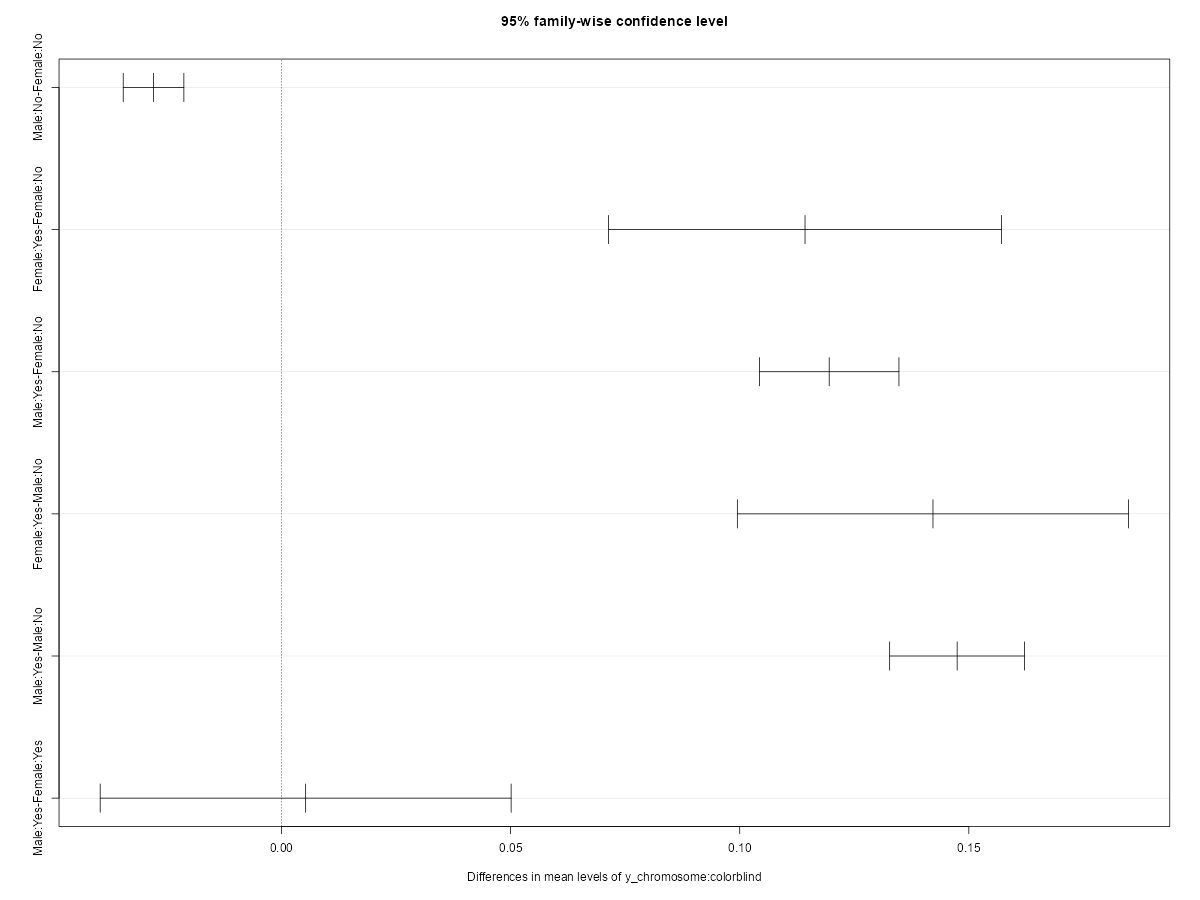 95% family-wise confidence level
Male:No-Female:No
Female:Yes-Female:No
Male:Yes-Female:No
Female:Yes-Male:No
Male:Yes-Male:No
Male:Yes-Female:Yes
0.00 0.05 0.10 0.15
Differences in mean levels of y_chromosome:colorblind